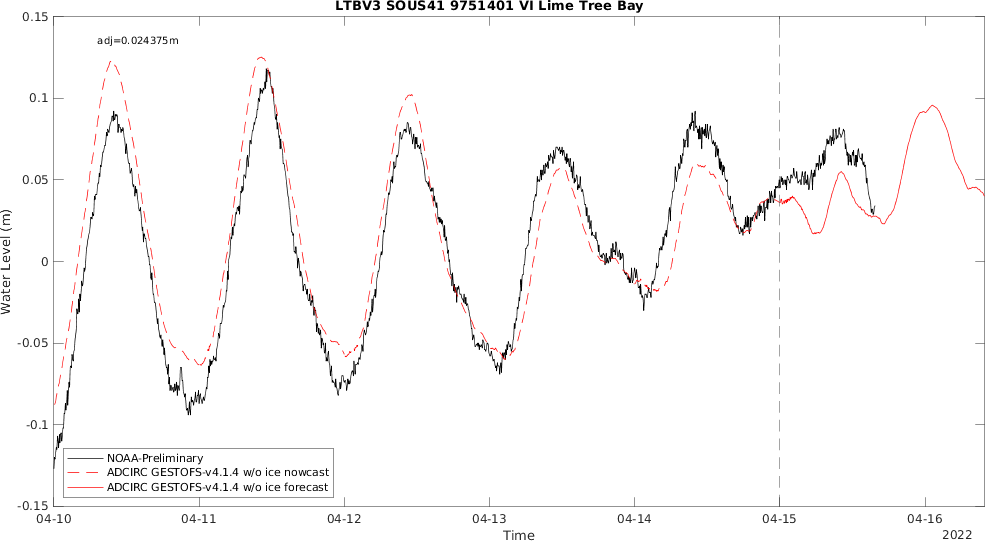 LTBV3 SOUS41 9751401 VI Lime Tree Bay
adj=0.024375m
0.15
0.1
0.05
0
-0.05
-0.1
-0.15
Water Level (m)
NOAA-Preliminary
ADCIRC GESTOFS-v4.1.4 w/o ice nowcast
ADCIRC GESTOFS-v4.1.4 w/o ice forecast
04-10 04-11 04-12 04-13 04-14 04-15 04-16
Time
2022